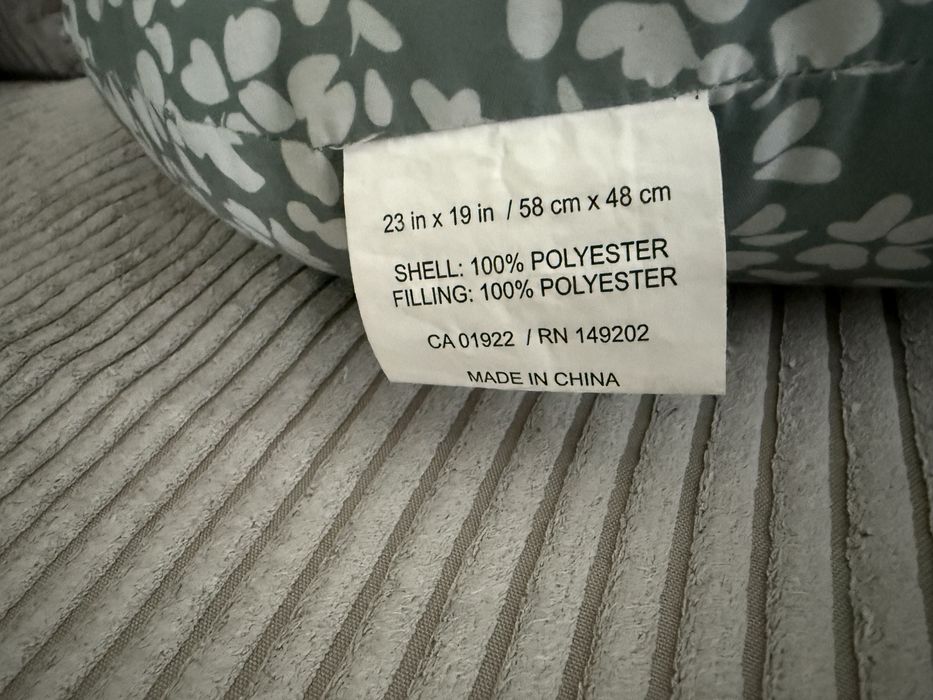 23 in x 19 in / 58 cm x 48 cm
SHELL: 100% POLYESTER
FILLING: 100% POLYESTER
CA 01922 / RN 149202
MADE IN CHINA